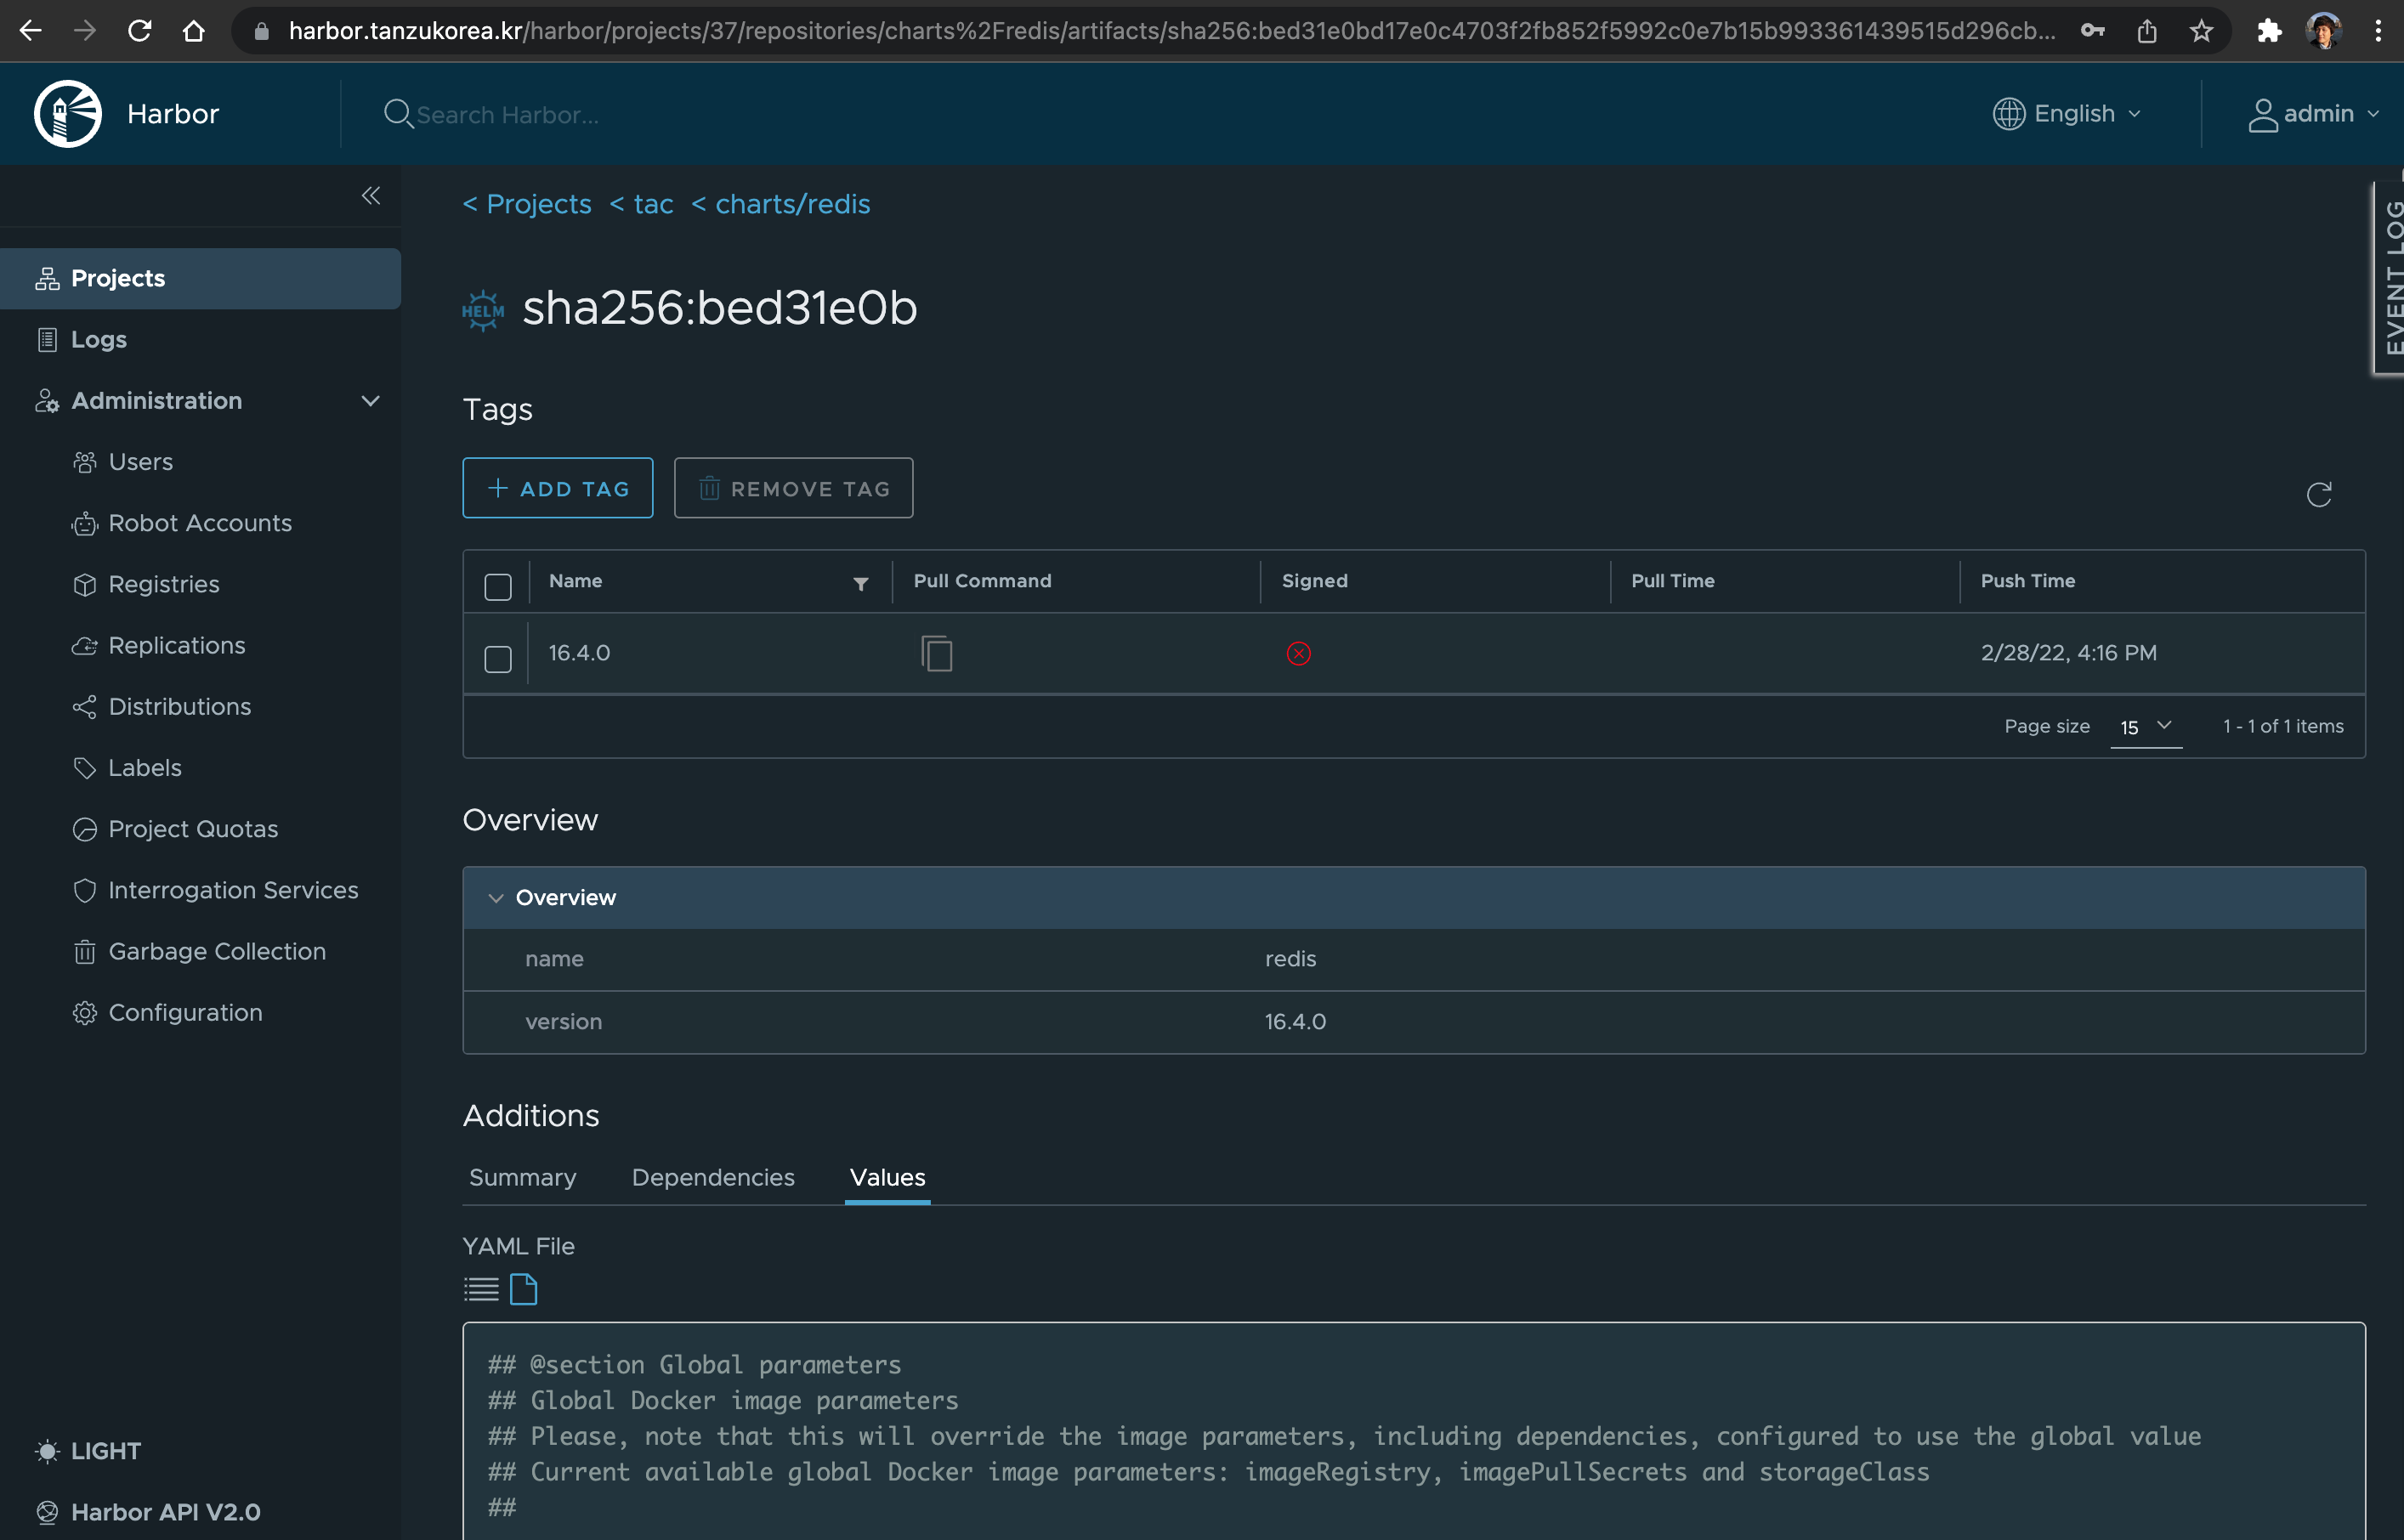 harbor.tanzukorea.kr/harbor/projects/37/repositories/charts%2Fredis/artifacts/sha256:bed31e0bd17e0c4703f2fb852f5992c0e7b15b993361439515d296cb...
Harbor
Search Harbor...
English
admin
EVENT LOG
Projects
Logs
Administration
Users
Robot Accounts
Registries
Replications
Distributions
Labels
Project Quotas
Interrogation Services
Garbage Collection
Configuration
LIGHT
Harbor API V2.0
< Projects < tac < charts/redis
HELM
sha256:bed31e0b
Tags
ADD TAG REMOVE TAG
Name Pull Command Signed Pull Time Push Time
16.4.0 2/28/22, 4:16 PM
Page size 15 1 - 1 of 1 items
Overview
Overview
name redis
version 16.4.0
Additions
Summary Dependencies Values
YAML File
## @section Global parameters
## Global Docker image parameters
## Please, note that this will override the image parameters, including dependencies, configured to use the global value
## Current available global Docker image parameters: imageRegistry, imagePullSecrets and storageClass
##